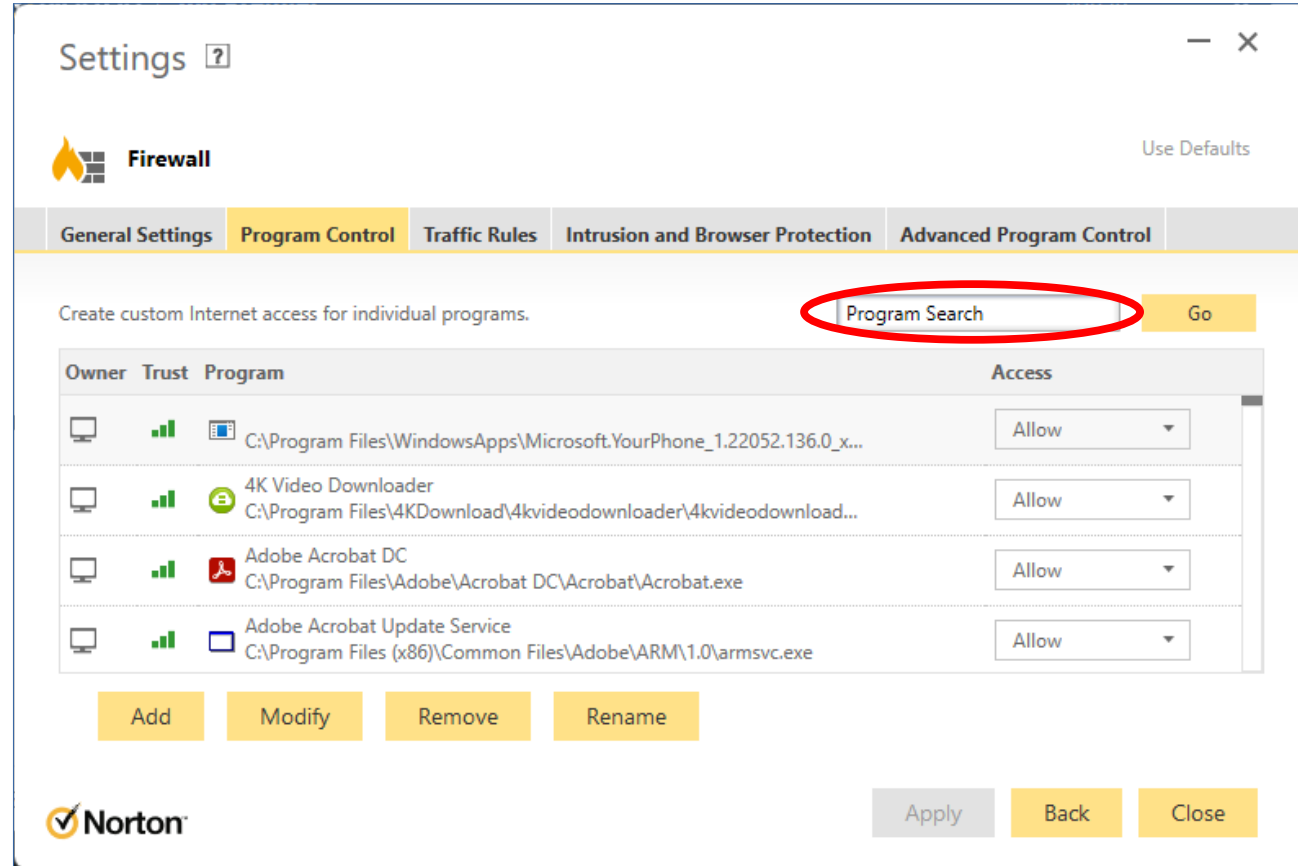 Settings ?
Firewall
Use Defaults
General Settings Program Control Traffic Rules Intrusion and Browser Protection Advanced Program Control
Create custom Internet access for individual programs. Program Search Go
Owner Trust Program Access
C:\Program Files\WindowsApps\Microsoft.YourPhone_1.22052.136.0_x... Allow
4K Video Downloader
C:\Program Files\4KDownload\4kvideodownloader\4kvideodownload... Allow
Adobe Acrobat DC
C:\Program Files\Adobe\Acrobat DC\Acrobat\Acrobat.exe Allow
Adobe Acrobat Update Service
C:\Program Files (x86)\Common Files\Adobe\ARM\1.0\armsvc.exe Allow
Add Modify Remove Rename
Norton Apply Back Close